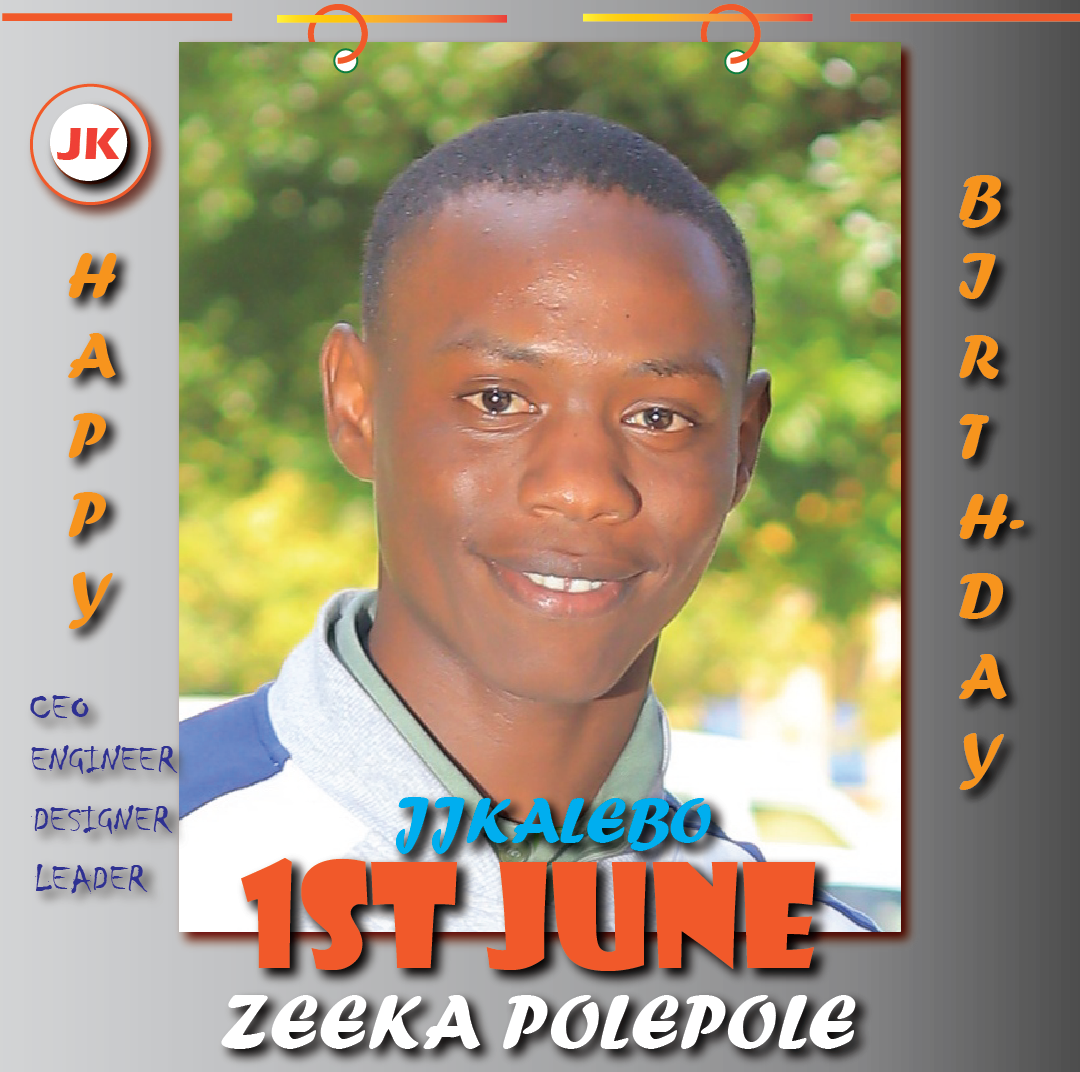 JK
HAPPY
BIRTH-DAY
CEO
ENGINEER
DESIGNER
LEADER
JJKALEBO
1ST JUNE
ZEEKA POLEPOLE